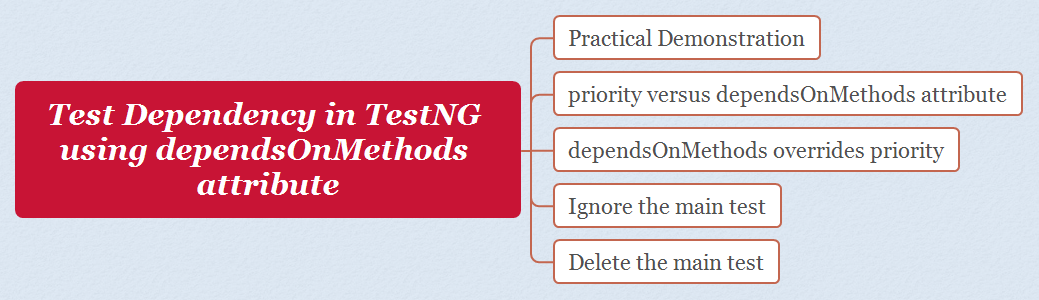 Test Dependency in TestNG
using dependsOnMethods
attribute
Practical Demonstration
priority versus dependsOnMethods attribute
dependsOnMethods overrides priority
Ignore the main test
Delete the main test